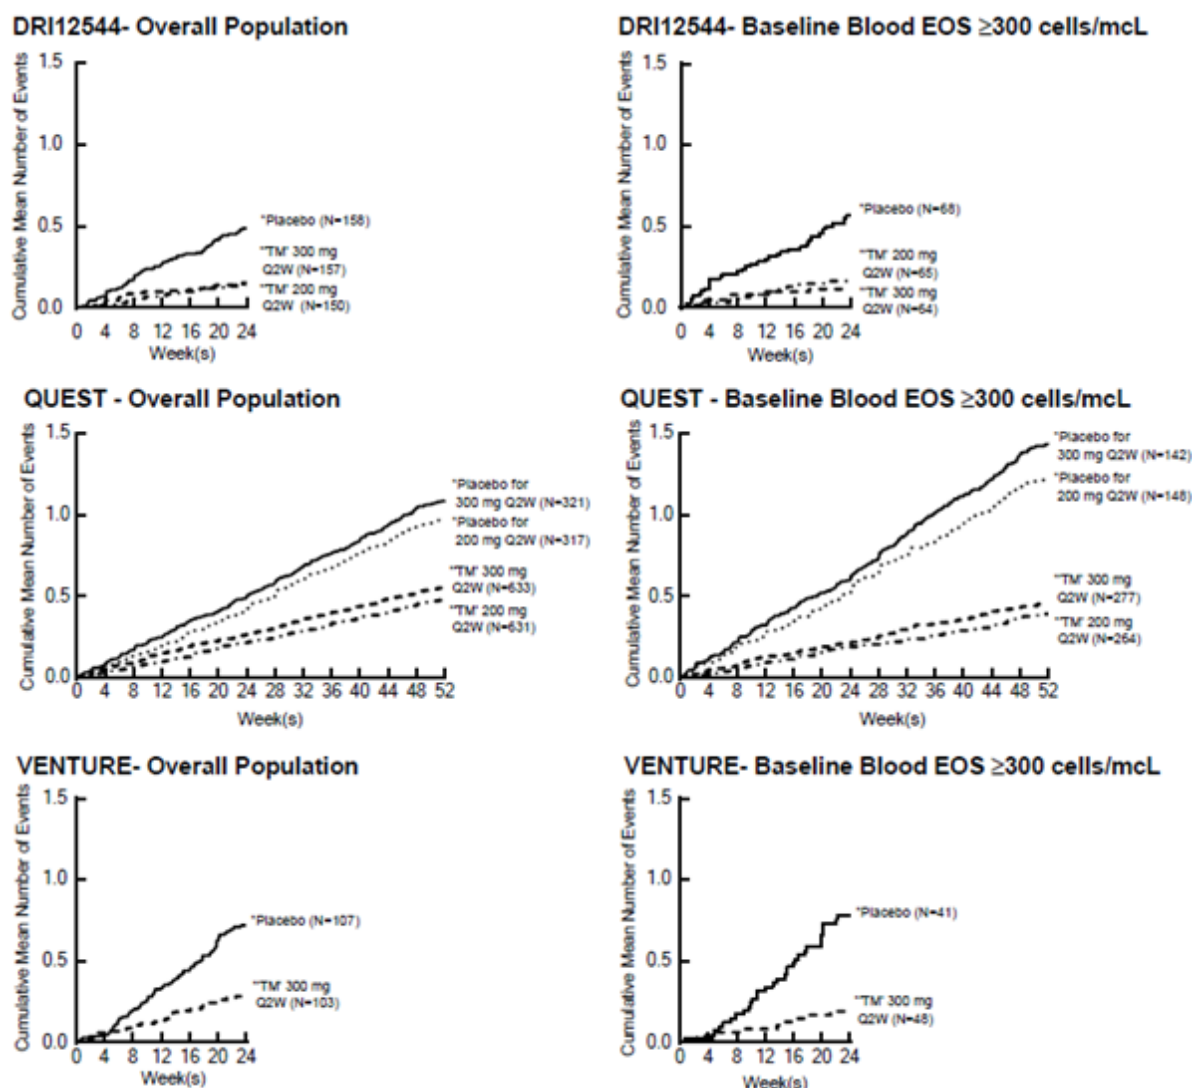 DRI12544- Overall Population
Cumulative Mean Number of Events
1.5
1.0
0.5
0.0
*Placebo (N=158)
"TM' 300 mg
Q2W (N=157)
"TM' 200 mg
Q2W (N=150)
0 4 8 12 16 20 24
Week(s)
DRI12544- Baseline Blood EOS ≥300 cells/mcL
Cumulative Mean Number of Events
1.5
1.0
0.5
0.0
*Placebo (N=68)
"TM' 200 mg
Q2W (N=65)
"TM' 300 mg
Q2W (N=64)
0 4 8 12 16 20 24
Week(s)
QUEST - Overall Population
Cumulative Mean Number of Events
1.5
1.0
0.5
0.0
*Placebo for
300 mg Q2W (N=321)
*Placebo for
200 mg Q2W (N=317)
"TM' 300 mg
Q2W (N=633)
"TM' 200 mg
Q2W (N=631)
0 4 8 12 16 20 24 28 32 36 40 44 48 52
Week(s)
QUEST - Baseline Blood EOS ≥300 cells/mcL
Cumulative Mean Number of Events
1.5
1.0
0.5
0.0
*Placebo for
300 mg Q2W (N=142)
*Placebo for
200 mg Q2W (N=148)
"TM' 300 mg
Q2W (N=277)
"TM' 200 mg
Q2W (N=264)
0 4 8 12 16 20 24 28 32 36 40 44 48 52
Week(s)
VENTURE- Overall Population
Cumulative Mean Number of Events
1.5
1.0
0.5
0.0
*Placebo (N=107)
"TM' 300 mg
Q2W (N=103)
0 4 8 12 16 20 24
Week(s)
VENTURE- Baseline Blood EOS ≥300 cells/mcL
Cumulative Mean Number of Events
1.5
1.0
0.5
0.0
*Placebo (N=41)
"TM' 300 mg
Q2W (N=48)
0 4 8 12 16 20 24
Week(s)